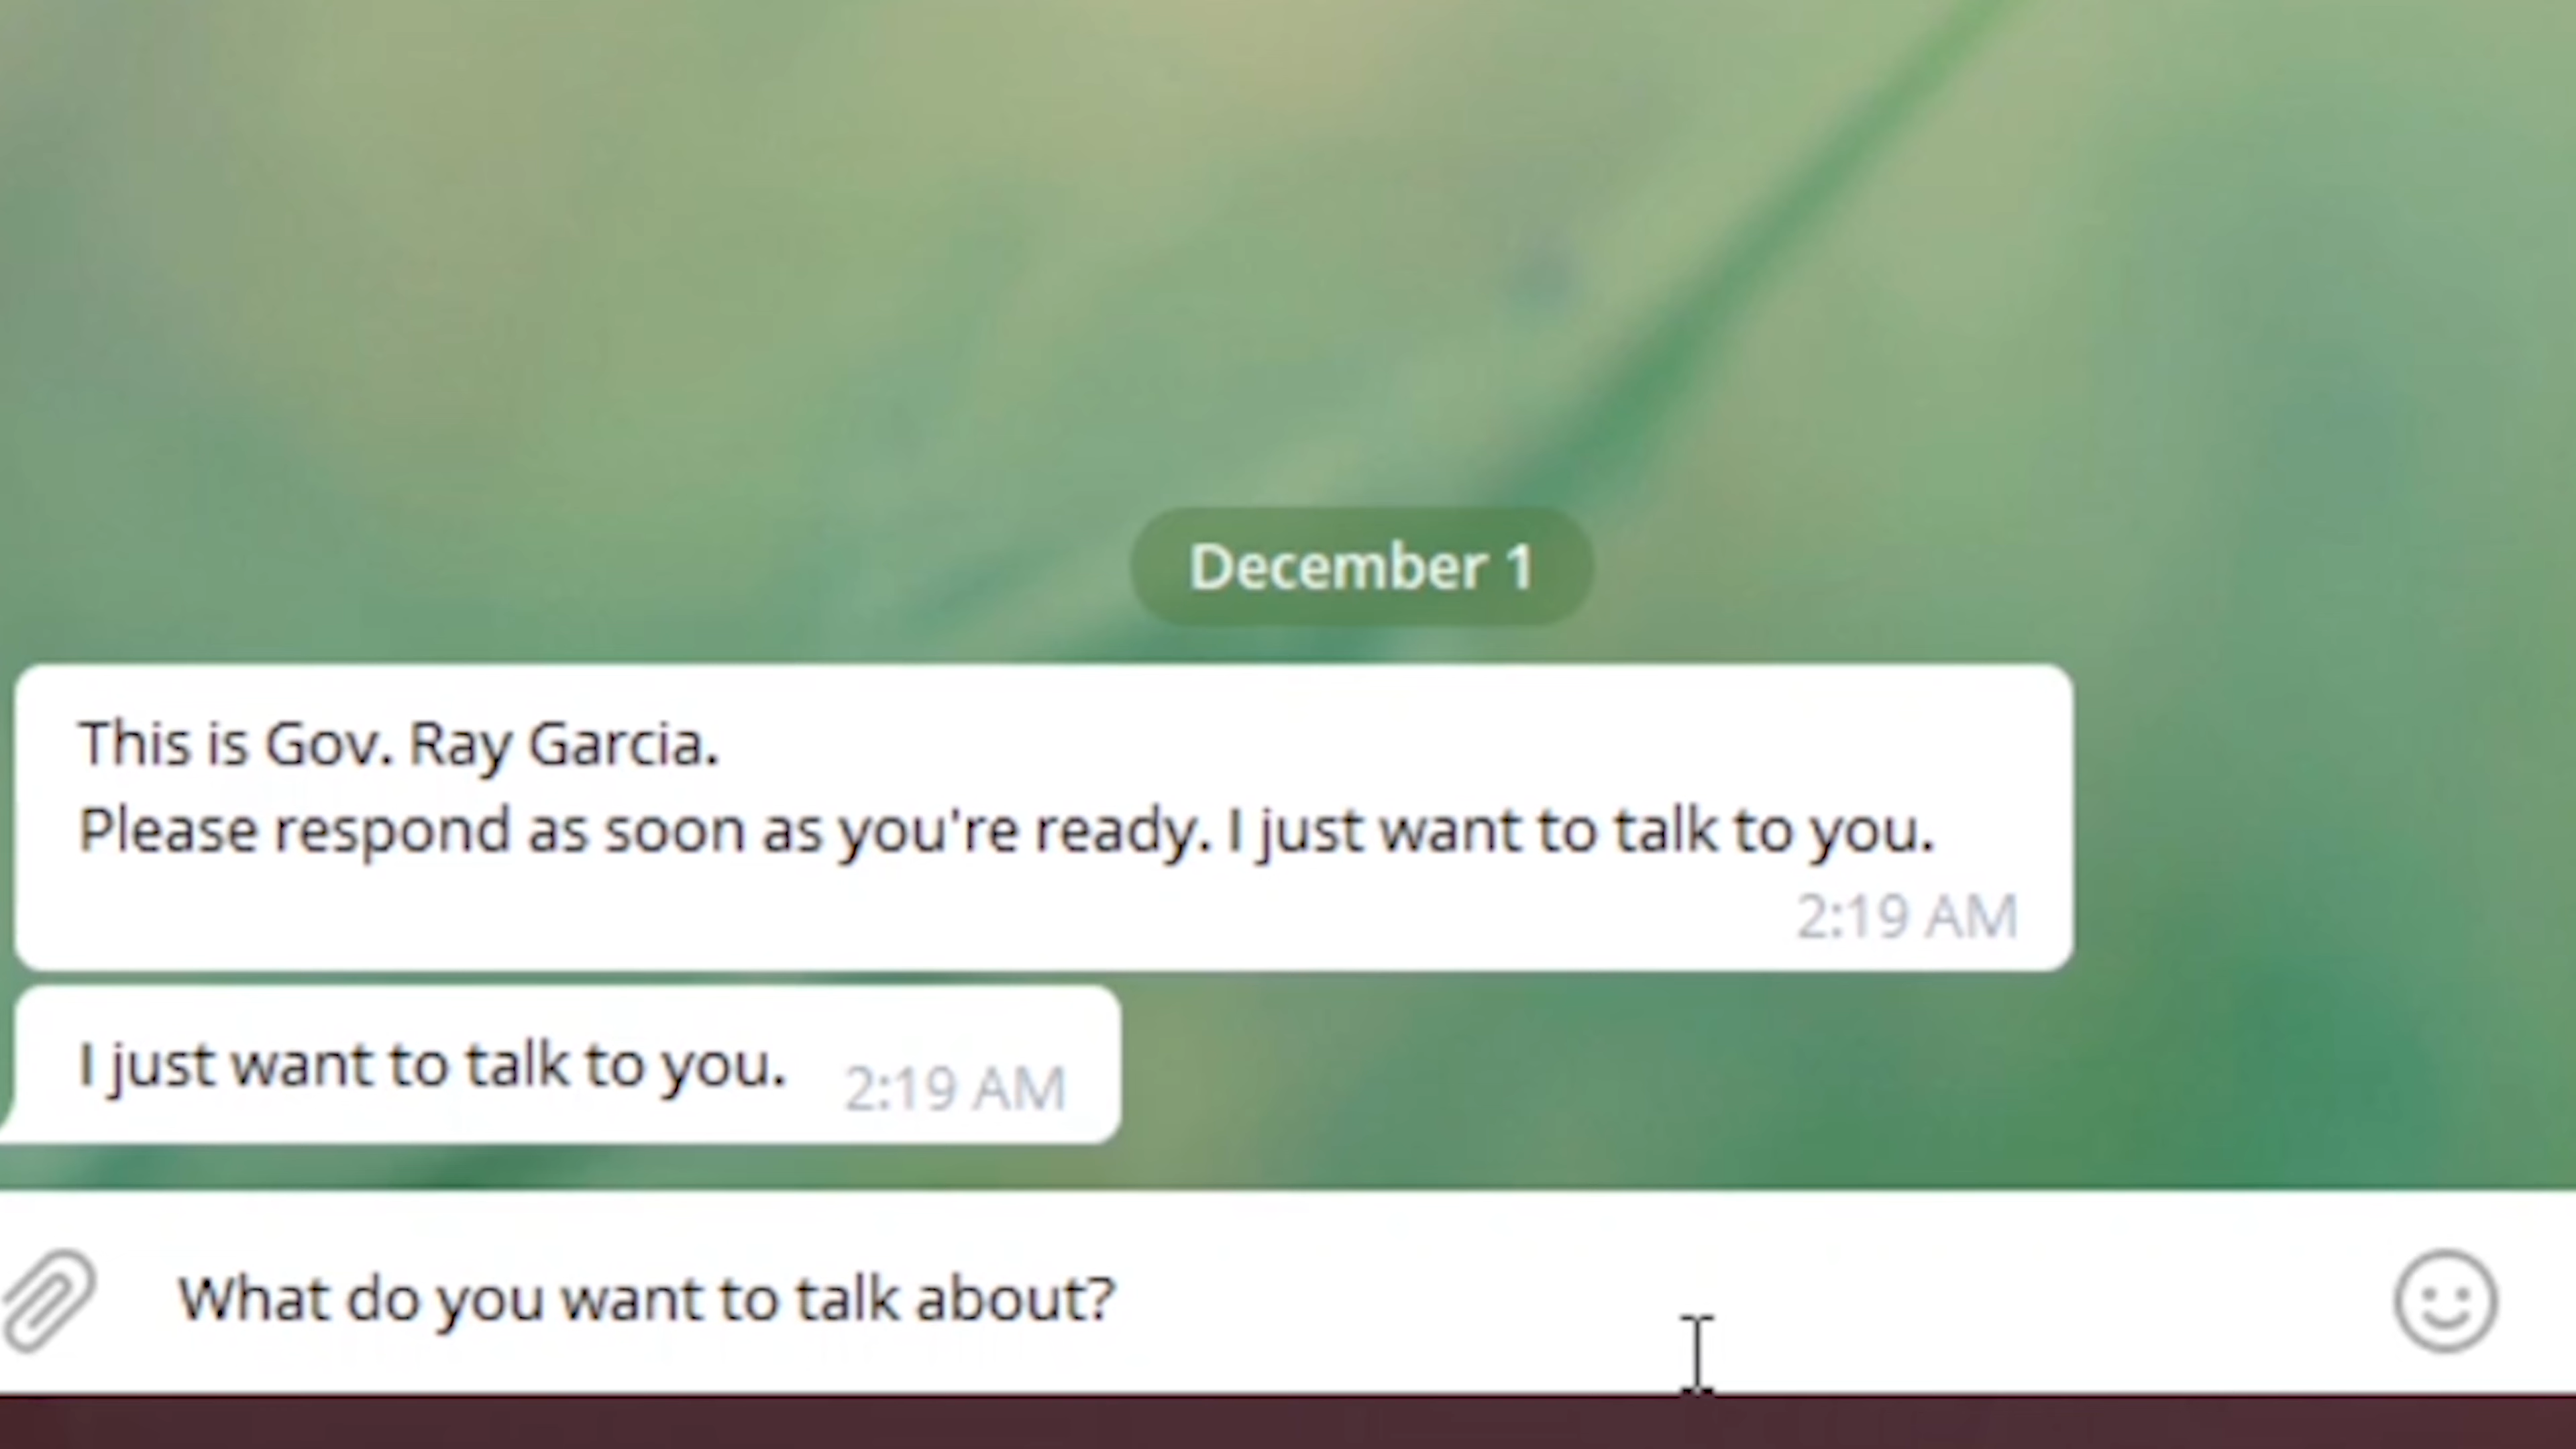 December 1
This is Gov. Ray Garcia.
Please respond as soon as you're ready. I just want to talk to you.
2:19 AM
I just want to talk to you. 2:19 AM
What do you want to talk about?